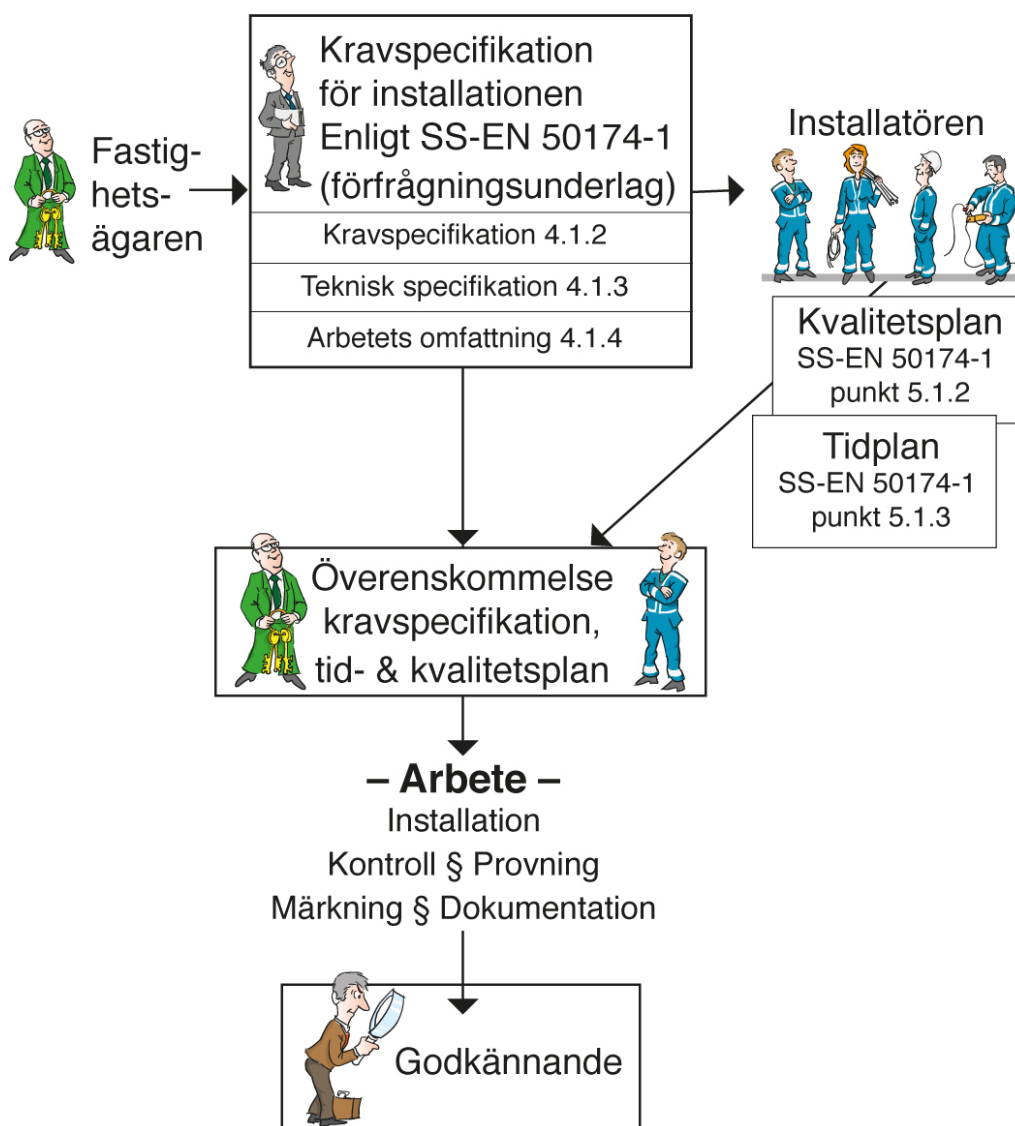 Fastig-
hets-
ägaren
Kravspecifikation
för installationen
Enligt SS-EN 50174-1
(förfrågningsunderlag)
Kravspecifikation 4.1.2
Teknisk specifikation 4.1.3
Arbetets omfattning 4.1.4
Installatören
Kvalitetsplan
SS-EN 50174-1
punkt 5.1.2
Tidplan
SS-EN 50174-1
punkt 5.1.3
Överenskommelse
kravspecifikation,
tid- & kvalitetsplan
– Arbete –
Installation
Kontroll § Provning
Märkning § Dokumentation
Godkännande